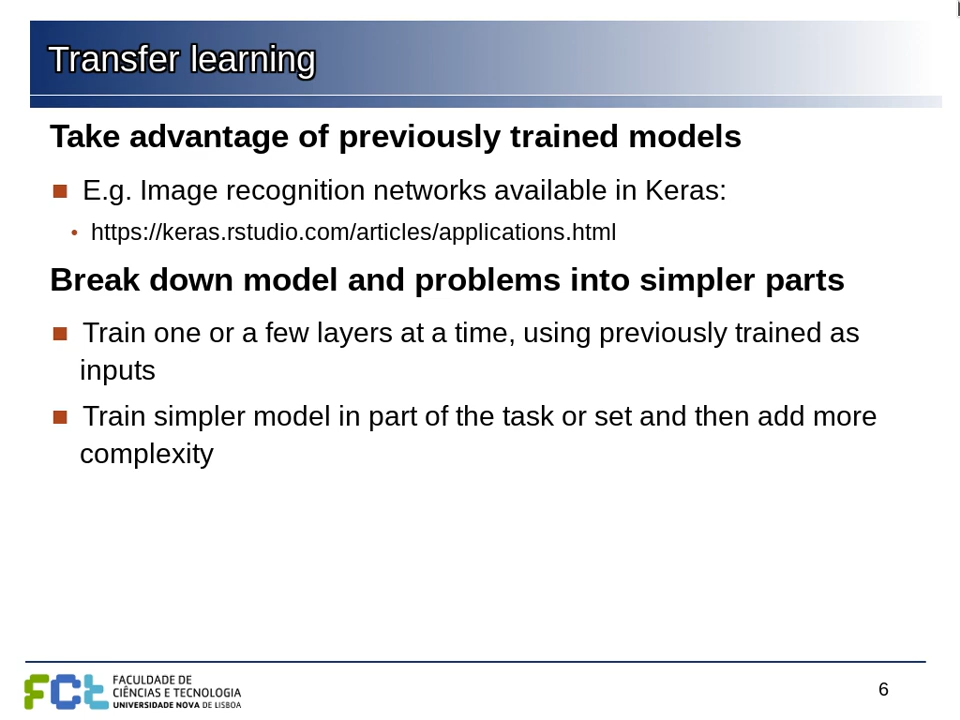 Transfer learning
Take advantage of previously trained models
E.g. Image recognition networks available in Keras:
https://keras.rstudio.com/articles/applications.html
Break down model and problems into simpler parts
Train one or a few layers at a time, using previously trained as
inputs
Train simpler model in part of the task or set and then add more
complexity
FCt
FACULDADE DE
CIÊNCIAS E TECNOLOGIA
UNIVERSIDADE NOVA DE LISBOA
6